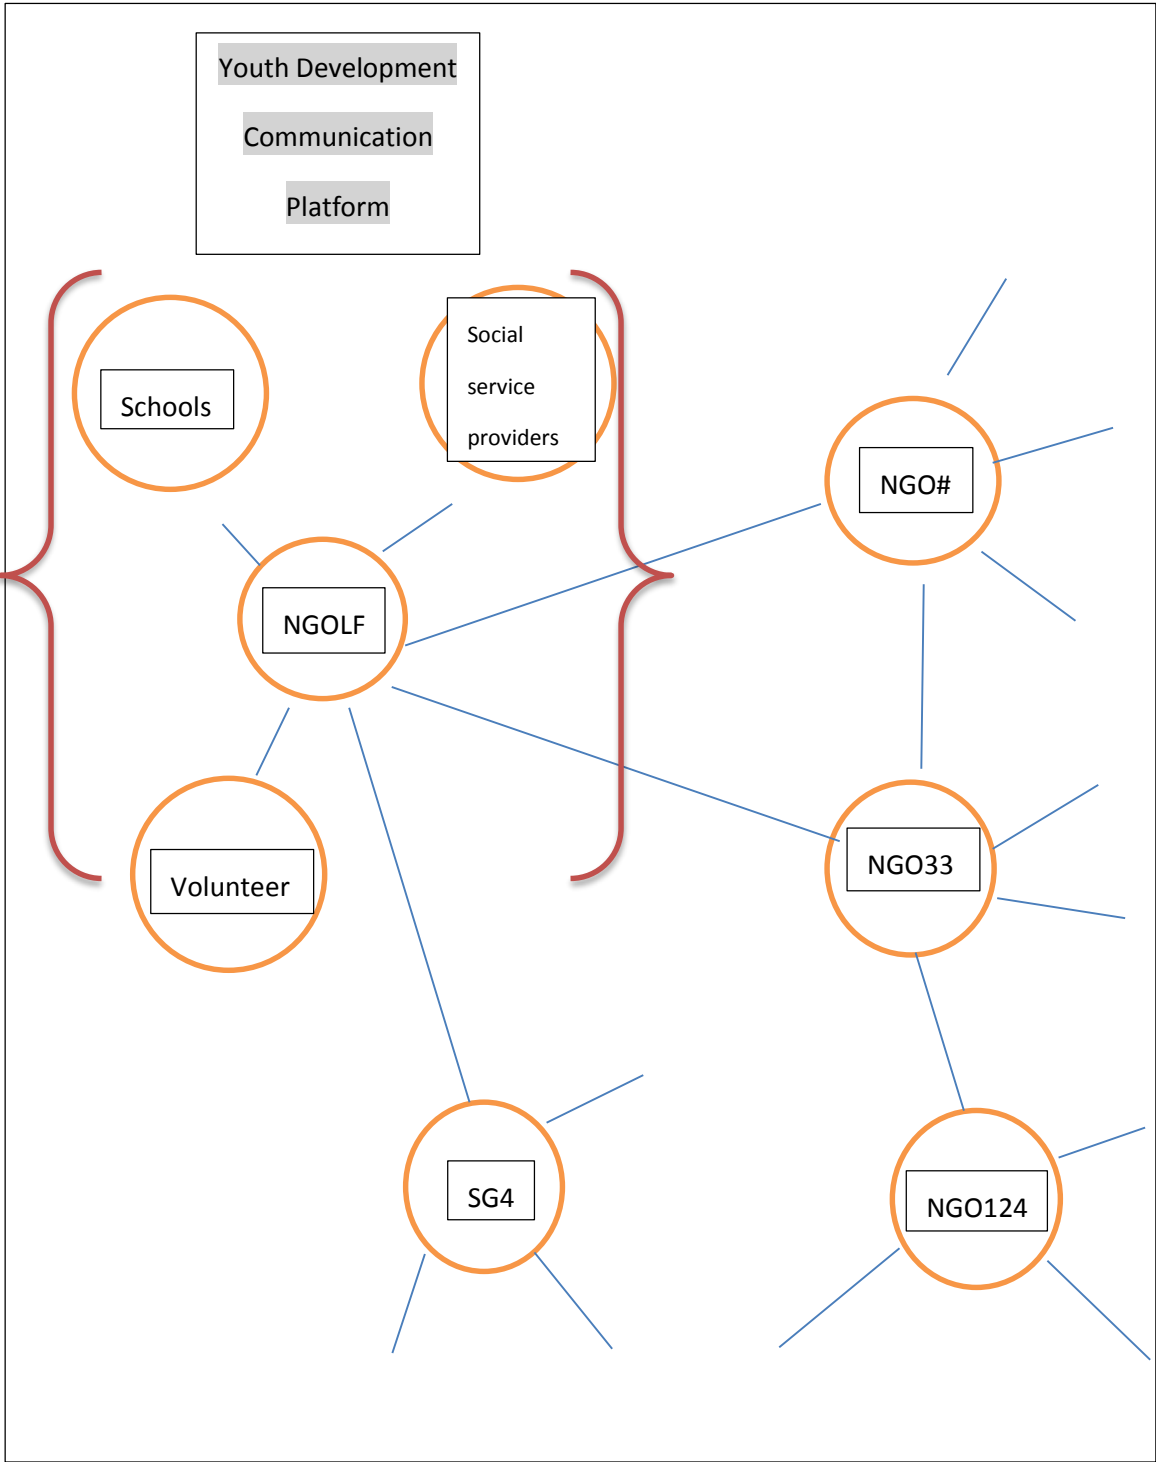 Youth Development
Communication
Platform
Schools
Social
service
providers
NGO#
NGOLF
NGO33
Volunteer
SG4
NGO124